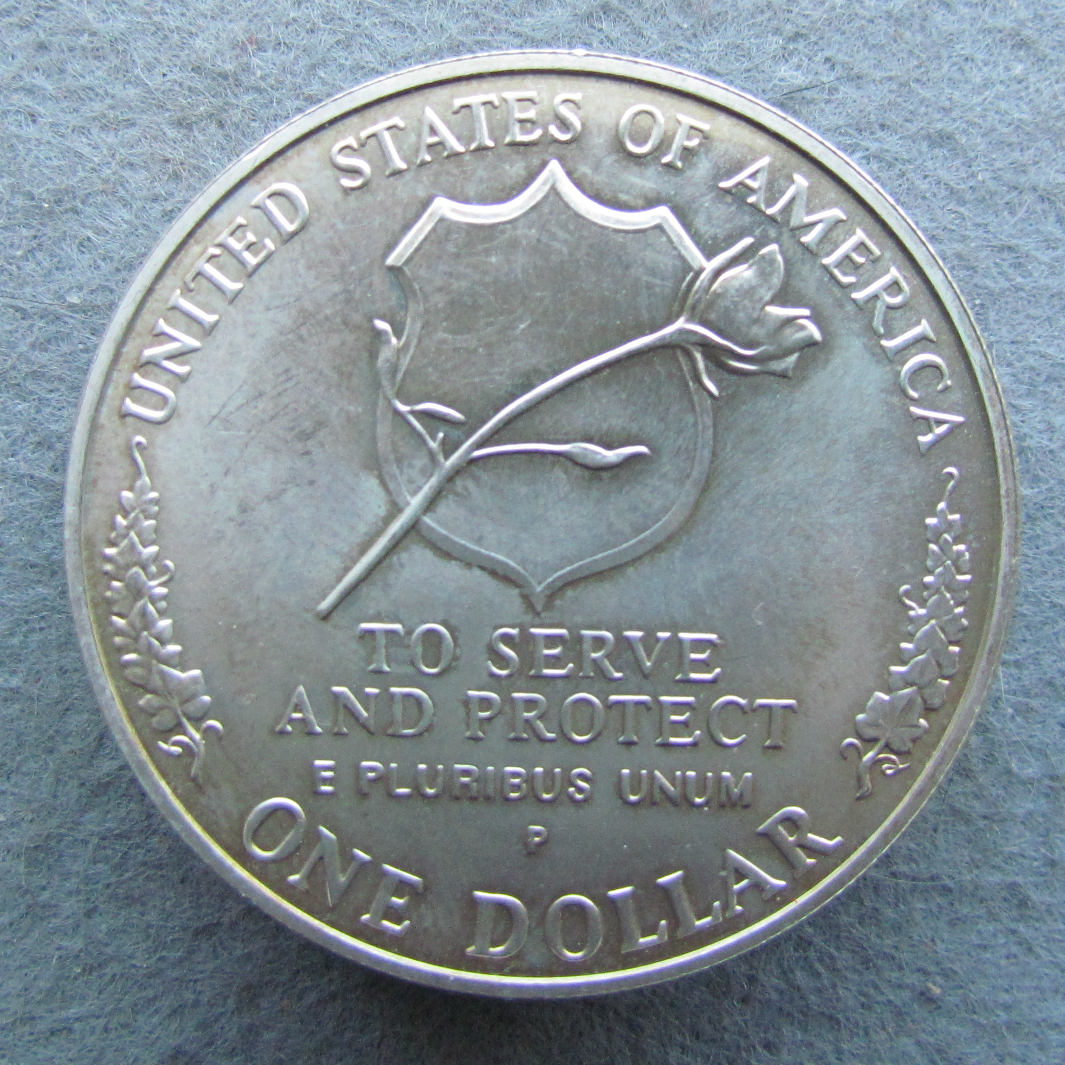 UNITED STATES OF AMERICA
TO SERVE
AND PROTECT
E PLURIBUS UNUM
P
ONE DOLLAR